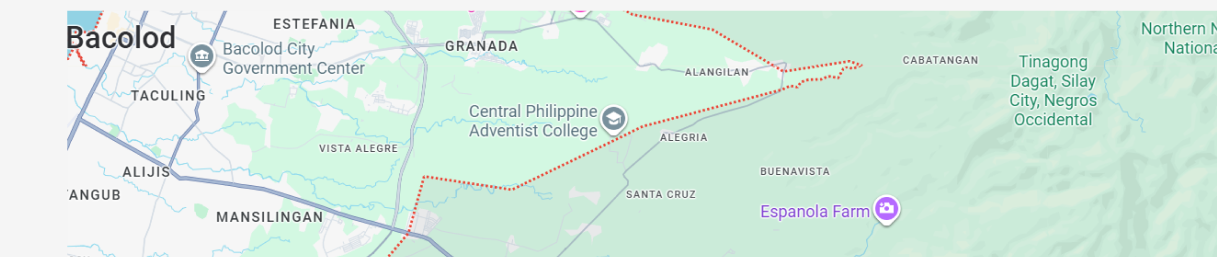 ESTEFANIA
Bacolod
Bacolod City
Government Center
GRANADA
Northern N
Nationa
CABATANGAN
Tinagong
Dagat, Silay
City, Negros
Occidental
ALANGILAN
TACULING
Central Philippine
Adventist College
ALEGRIA
VISTA ALEGRE
ALIJIS
BUENAVISTA
YANGUB
SANTA CRUZ
MANSILINGAN
Espanola Farm